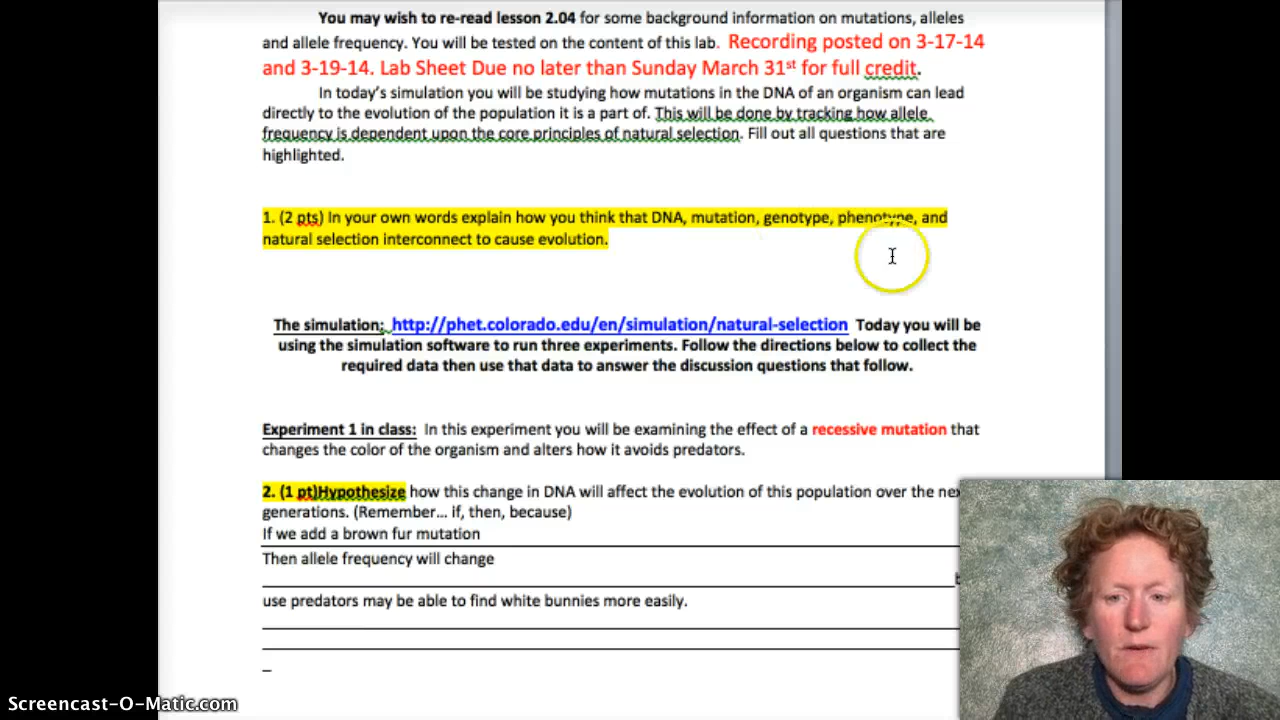 You may wish to re-read lesson 2.04 for some background information on mutations, alleles
and allele frequency. You will be tested on the content of this lab. Recording posted on 3-17-14
and 3-19-14. Lab Sheet Due no later than Sunday March 31st for full credit.
In today's simulation you will be studying how mutations in the DNA of an organism can lead
directly to the evolution of the population it is a part of. This will be done by tracking how allele
frequency is dependent upon the core principles of natural selection. Fill out all questions that are
highlighted.
1. (2 pts) In your own words explain how you think that DNA, mutation, genotype, phenotype, and
natural selection interconnect to cause evolution.
The simulation: http://phet.colorado.edu/en/simulation/natural-selection Today you will be
using the simulation software to run three experiments. Follow the directions below to collect the
required data then use that data to answer the discussion questions that follow.
Experiment 1 in class: In this experiment you will be examining the effect of a recessive mutation that
changes the color of the organism and alters how it avoids predators.
2. (1 pt)Hypothesize how this change in DNA will affect the evolution of this population over the
generations. (Remember... if, then, because)
If we add a brown fur mutation
Then allele frequency will change
use predators may be able to find white bunnies more easily.
Screencast-O-Matic.com